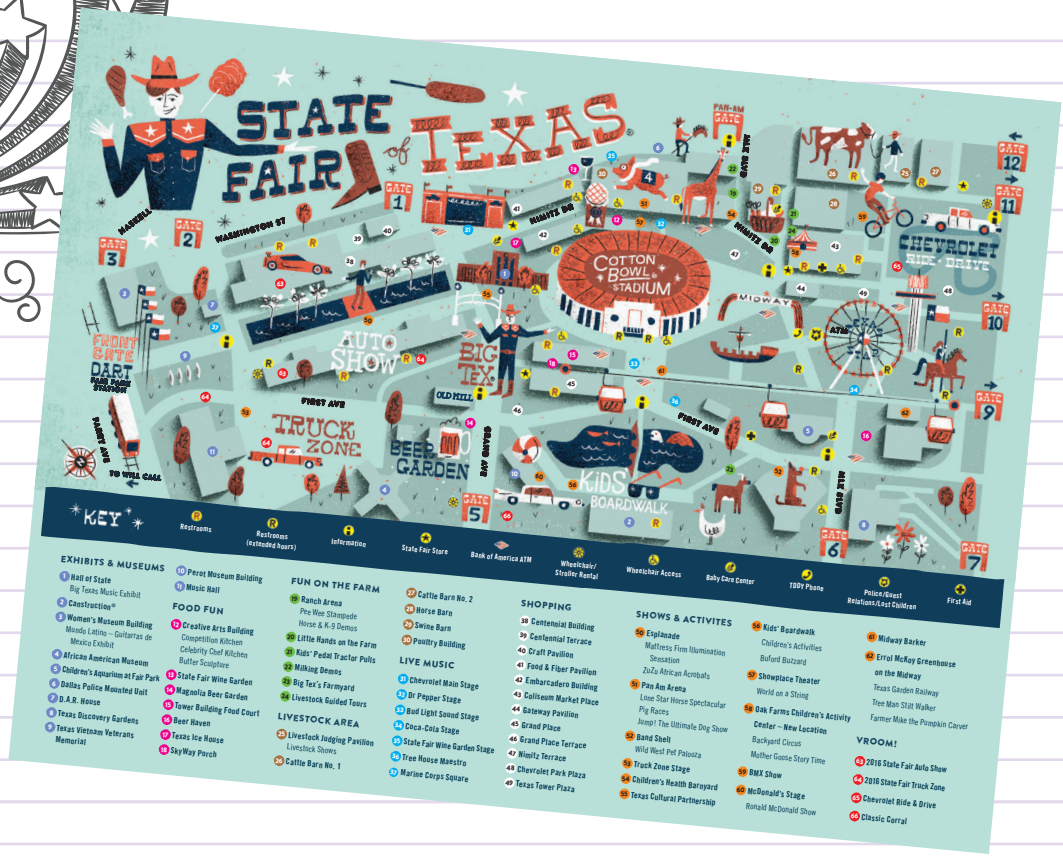 STATE
FAIR
of TEXAS
®
HASKELL
WASHINGTON ST
GATE
1
GATE
2
GATE
3
FRONT
GATE
DART
FAIR PARK
STATION
PARRY AVE
TO WILL CALL
AUTO
SHOW
FIRST AVE
TRUCK
ZONE
BIG
TEX
OLD MILL
BEER
GARDEN
GRAND AVE
GATE
5
NIMITZ DR
COTTON
BOWL
STADIUM
PAN-AM
GATE
4
MLK BLVD
NIMITZ DR
MIDWAY
ATM
CHEVROLET
RIDE • DRIVE
GATE
12
GATE
11
GATE
10
GATE
9
FIRST AVE
KIDS
BOARDWALK
MLK BLVD
GATE
6
GATE
7
KEY
Restrooms
Restrooms
(extended hours)
Information
State Fair Store
Bank of America ATM
Wheelchair/
Stroller Rental
Wheelchair Access
Baby Care Center
TDDY Phone
Police/Guest
Relations/Lost Children
First Aid
EXHIBITS & MUSEUMS
1 Hall of State
Big Texas Music Exhibit
2 Canstruction®
3 Women's Museum Building
Mundo Latino – Guitarras de
Mexico Exhibit
4 African American Museum
5 Children's Aquarium at Fair Park
6 Dallas Police Mounted Unit
7 D.A.R. House
8 Texas Discovery Gardens
9 Texas Vietnam Veterans
Memorial
10 Perot Museum Building
11 Music Hall
FOOD FUN
12 Creative Arts Building
Competition Kitchen
Celebrity Chef Kitchen
Butter Sculpture
13 State Fair Wine Garden
14 Magnolia Beer Garden
15 Tower Building Food Court
16 Beer Haven
17 Texas Ice House
18 SkyWay Porch
FUN ON THE FARM
19 Ranch Arena
Pee Wee Stampede
Horse & K-9 Demos
20 Little Hands on the Farm
21 Kids' Pedal Tractor Pulls
22 Milking Demos
23 Big Tex's Farmyard
24 Livestock Guided Tours
LIVESTOCK AREA
25 Livestock Judging Pavilion
Livestock Shows
26 Cattle Barn No. 1
27 Cattle Barn No. 2
28 Horse Barn
29 Swine Barn
30 Poultry Building
LIVE MUSIC
31 Chevrolet Main Stage
32 Dr Pepper Stage
33 Bud Light Sound Stage
34 Coca-Cola Stage
35 State Fair Wine Garden Stage
36 Tree House Maestro
37 Marine Corps Square
SHOPPING
38 Centennial Building
39 Centennial Terrace
40 Craft Pavilion
41 Food & Fiber Pavilion
42 Embarcadero Building
43 Coliseum Market Place
44 Gateway Pavilion
45 Grand Place
46 Grand Place Terrace
47 Nimitz Terrace
48 Chevrolet Park Plaza
49 Texas Tower Plaza
SHOWS & ACTIVITES
50 Esplanade
Mattress Firm Illumination
Sensation
ZuZu African Acrobats
51 Pan Am Arena
Lone Star Horse Spectacular
Pig Races
Jump! The Ultimate Dog Show
52 Band Shell
Wild West Pet Palooza
53 Truck Zone Stage
54 Children's Health Barnyard
55 Texas Cultural Partnership
56 Kids' Boardwalk
Children's Activities
Buford Buzzard
57 Showplace Theater
World on a String
58 Oak Farms Children's Activity
Center – New Location
Backyard Circus
Mother Goose Story Time
59 BMX Show
60 McDonald's Stage
Ronald McDonald Show
61 Midway Barker
62 Errol McKoy Greenhouse
on the Midway
Texas Garden Railway
Tree Man Stilt Walker
Farmer Mike the Pumpkin Carver
VROOM!
63 2016 State Fair Auto Show
64 2016 State Fair Truck Zone
65 Chevrolet Ride & Drive
66 Classic Corral